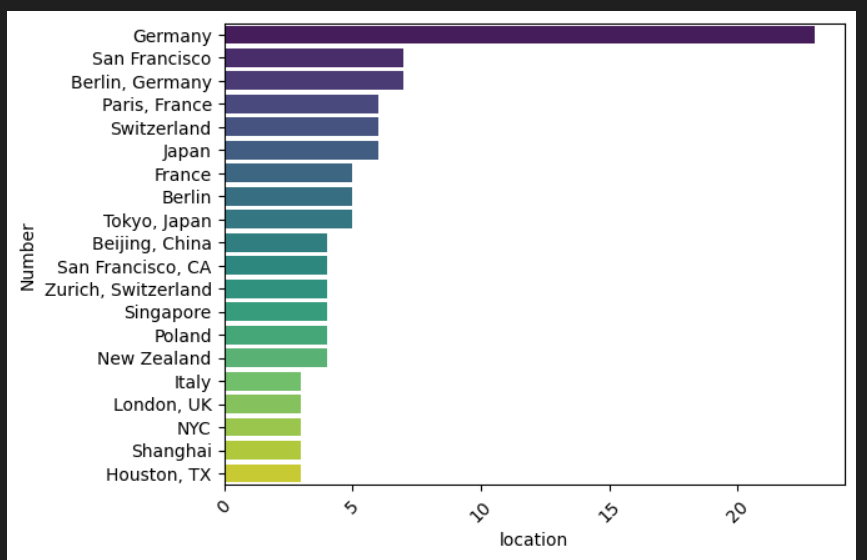 Germany
San Francisco
Berlin, Germany
Paris, France
Switzerland
Japan
France
Berlin
Tokyo, Japan
Beijing, China
San Francisco, CA
Zurich, Switzerland
Singapore
Poland
New Zealand
Italy
London, UK
NYC
Shanghai
Houston, TX
Number
0 5 10 15 20
location